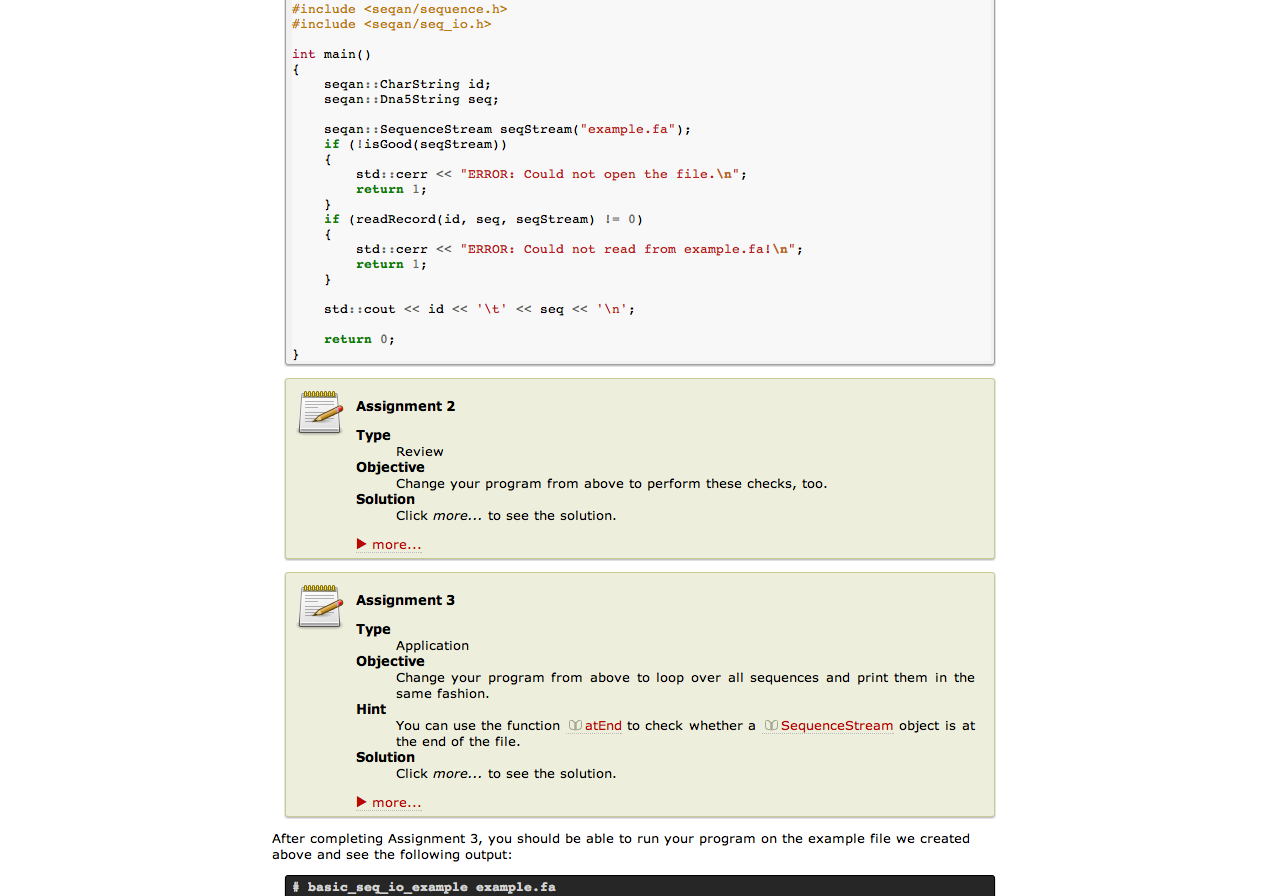 #include <seqan/sequence.h>
#include <seqan/seq_io.h>
int main()
{
    seqan::CharString id;
    seqan::Dna5String seq;
    seqan::SequenceStream seqStream("example.fa");
    if (!isGood(seqStream))
    {
        std::cerr << "ERROR: Could not open the file.\n";
        return 1;
    }
    if (readRecord(id, seq, seqStream) != 0)
    {
        std::cerr << "ERROR: Could not read from example.fa!\n";
        return 1;
    }
    std::cout << id << '\t' << seq << '\n';
    return 0;
}
Assignment 2
Type
Review
Objective
Change your program from above to perform these checks, too.
Solution
Click more... to see the solution.
more...
Assignment 3
Type
Application
Objective
Change your program from above to loop over all sequences and print them in the
same fashion.
Hint
You can use the function atEnd to check whether a SequenceStream object is at
the end of the file.
Solution
Click more... to see the solution.
more...
After completing Assignment 3, you should be able to run your program on the example file we created
above and see the following output:
# basic_seq_io_example example.fa